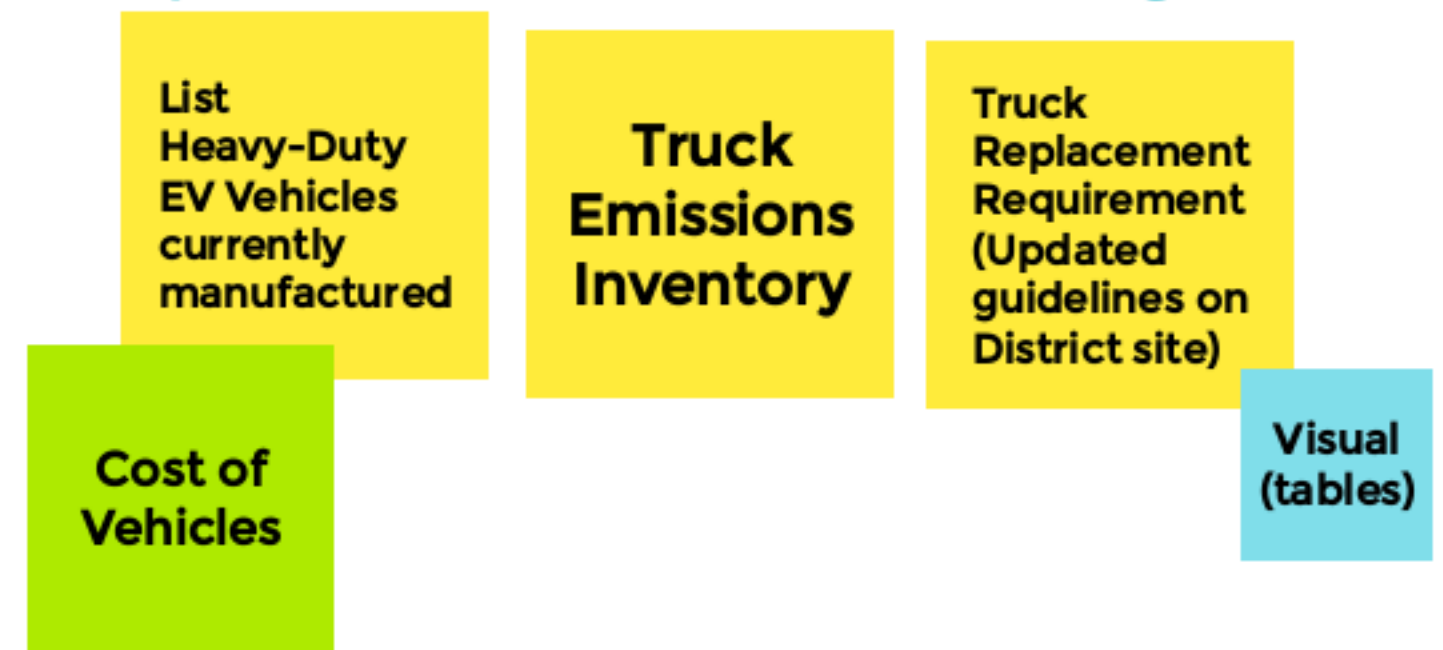 List
Heavy-Duty
EV Vehicles
currently
manufactured
Truck
Emissions
Inventory
Truck
Replacement
Requirement
(Updated
guidelines on
District site)
Cost of
Vehicles
Visual
(tables)